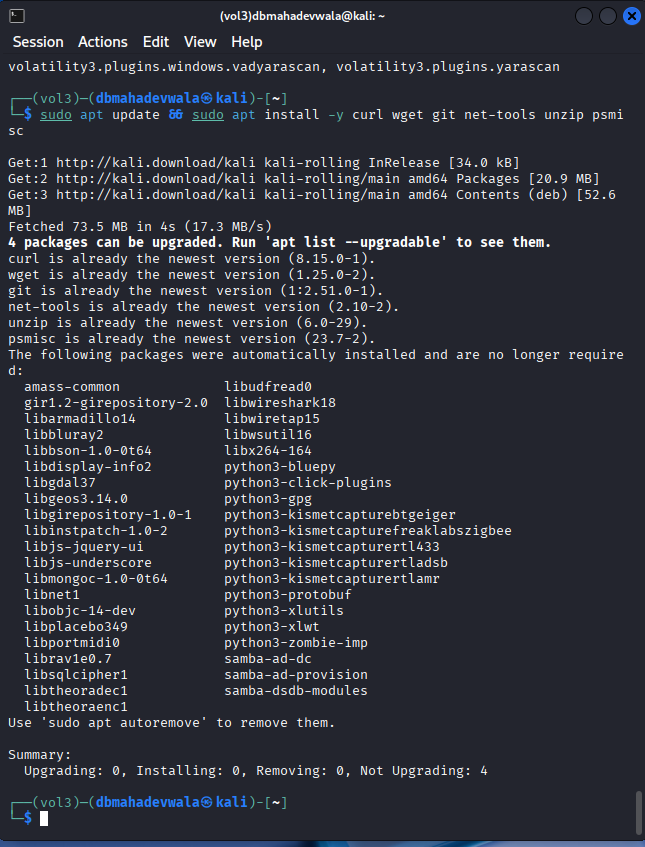 (vol3)dbmahadevwala@kali: ~
Session Actions Edit View Help
volatility3.plugins.windows.vadyarascan, volatility3.plugins.yarascan
┌──(vol3)─(dbmahadevwala㉿kali)-[~]
└─$ sudo apt update && sudo apt install -y curl wget git net-tools unzip psmi
sc
Get:1 http://kali.download/kali kali-rolling InRelease [34.0 kB]
Get:2 http://kali.download/kali kali-rolling/main amd64 Packages [20.9 MB]
Get:3 http://kali.download/kali kali-rolling/main amd64 Contents (deb) [52.6
MB]
Fetched 73.5 MB in 4s (17.3 MB/s)
4 packages can be upgraded. Run 'apt list --upgradable' to see them.
curl is already the newest version (8.15.0-1).
wget is already the newest version (1.25.0-2).
git is already the newest version (1:2.51.0-1).
net-tools is already the newest version (2.10-2).
unzip is already the newest version (6.0-29).
psmisc is already the newest version (23.7-2).
The following packages were automatically installed and are no longer require
d:
  amass-common             libudfread0
  gir1.2-girepository-2.0  libwireshark18
  libarmadillo14           libwiretap15
  libbluray2               libwsutil16
  libbson-1.0-0t64         libx264-164
  libdisplay-info2         python3-bluepy
  libgdal37                python3-click-plugins
  libgeos3.14.0            python3-gpg
  libgirepository-1.0-1    python3-kismetcapturebtgeiger
  libinstpatch-1.0-2       python3-kismetcapturefreaklabszigbee
  libjs-jquery-ui          python3-kismetcapturertl433
  libjs-underscore         python3-kismetcapturertladsb
  libmongoc-1.0-0t64       python3-kismetcapturertlamr
  libnet1                  python3-protobuf
  libobjc-14-dev           python3-xlutils
  libplacebo349            python3-xlwt
  libportmidi0             python3-zombie-imp
  librav1e0.7              samba-ad-dc
  libsqlcipher1            samba-ad-provision
  libtheoradec1            samba-dsdb-modules
  libtheoraenc1
Use 'sudo apt autoremove' to remove them.
Summary:
  Upgrading: 0, Installing: 0, Removing: 0, Not Upgrading: 4
┌──(vol3)─(dbmahadevwala㉿kali)-[~]
└─$